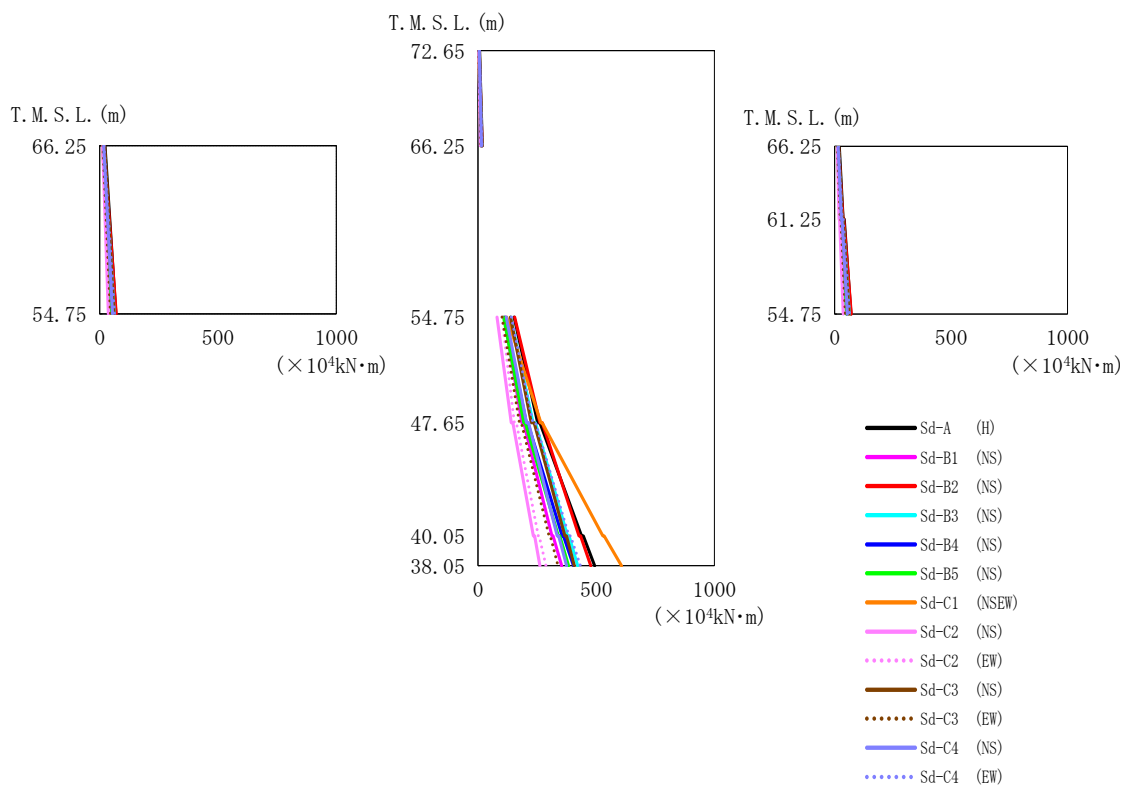 T.M.S.L.(m)
66.25
54.75
0 500 1000
(×10⁴kN・m)
T.M.S.L.(m)
72.65
66.25
54.75
47.65
40.05
38.05
0 500 1000
(×10⁴kN・m)
T.M.S.L.(m)
66.25
61.25
54.75
0 500 1000
(×10⁴kN・m)
Sd-A (H)
Sd-B1 (NS)
Sd-B2 (NS)
Sd-B3 (NS)
Sd-B4 (NS)
Sd-B5 (NS)
Sd-C1 (NSEW)
Sd-C2 (NS)
Sd-C2 (EW)
Sd-C3 (NS)
Sd-C3 (EW)
Sd-C4 (NS)
Sd-C4 (EW)